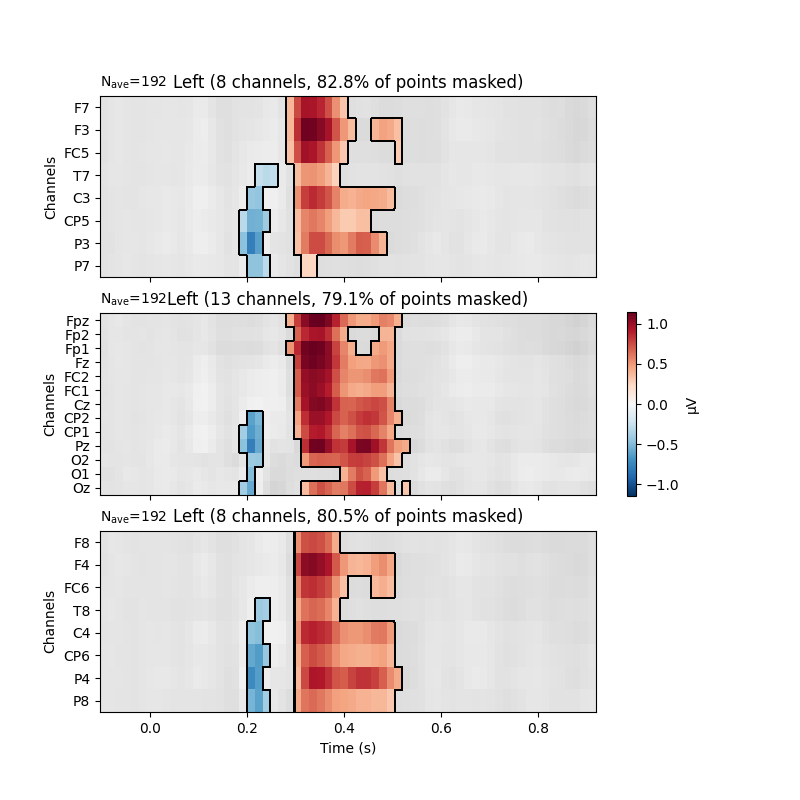 Nave=192 Left (8 channels, 82.8% of points masked)
Channels
F7
F3
FC5
T7
C3
CP5
P3
P7
Nave=192 Left (13 channels, 79.1% of points masked)
Channels
Fpz
Fp2
Fp1
Fz
FC2
FC1
Cz
CP2
CP1
Pz
O2
O1
Oz
1.0
0.5
0.0
−0.5
−1.0
µV
Nave=192 Left (8 channels, 80.5% of points masked)
Channels
F8
F4
FC6
T8
C4
CP6
P4
P8
0.0 0.2 0.4 0.6 0.8
Time (s)